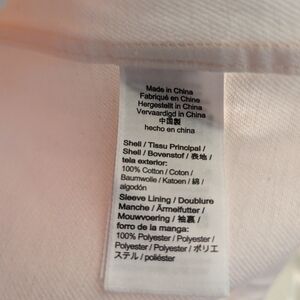 Made in China
Fabriqué en Chine
Hergestellt in China
Vervaardigd in China
中国製
hecho en china
Shell / Tissu Principal /
Shell / Bovenstof / 表地 /
tela exterior:
100% Cotton / Coton /
Baumwolle / Katoen / 綿 /
algodón
Sleeve Lining / Doublure
Manche / Ärmelfutter /
Mouwvoering / 袖裏 /
forro de la manga:
100% Polyester / Polyester /
Polyester / Polyester / ポリエ
ステル / poliéster